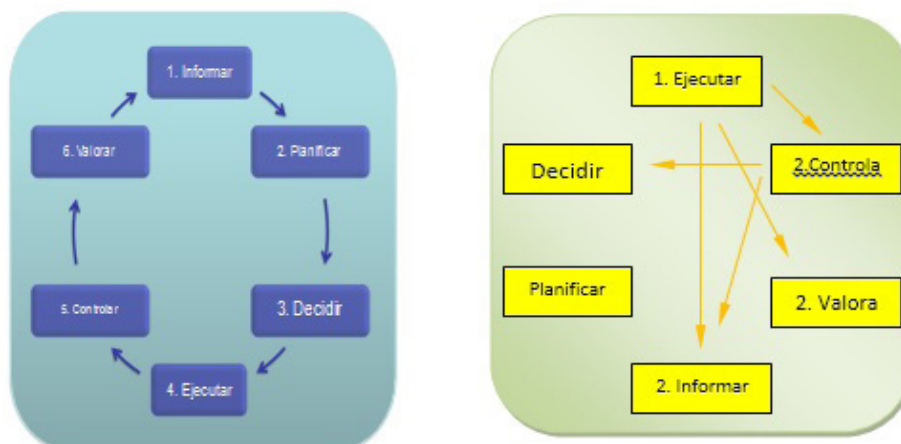 1. Informar
6. Valorar
2. Planificar
5. Controlar
3. Decidir
4. Ejecutar
1. Ejecutar
Decidir
2.Controla
Planificar
2. Valora
2. Informar